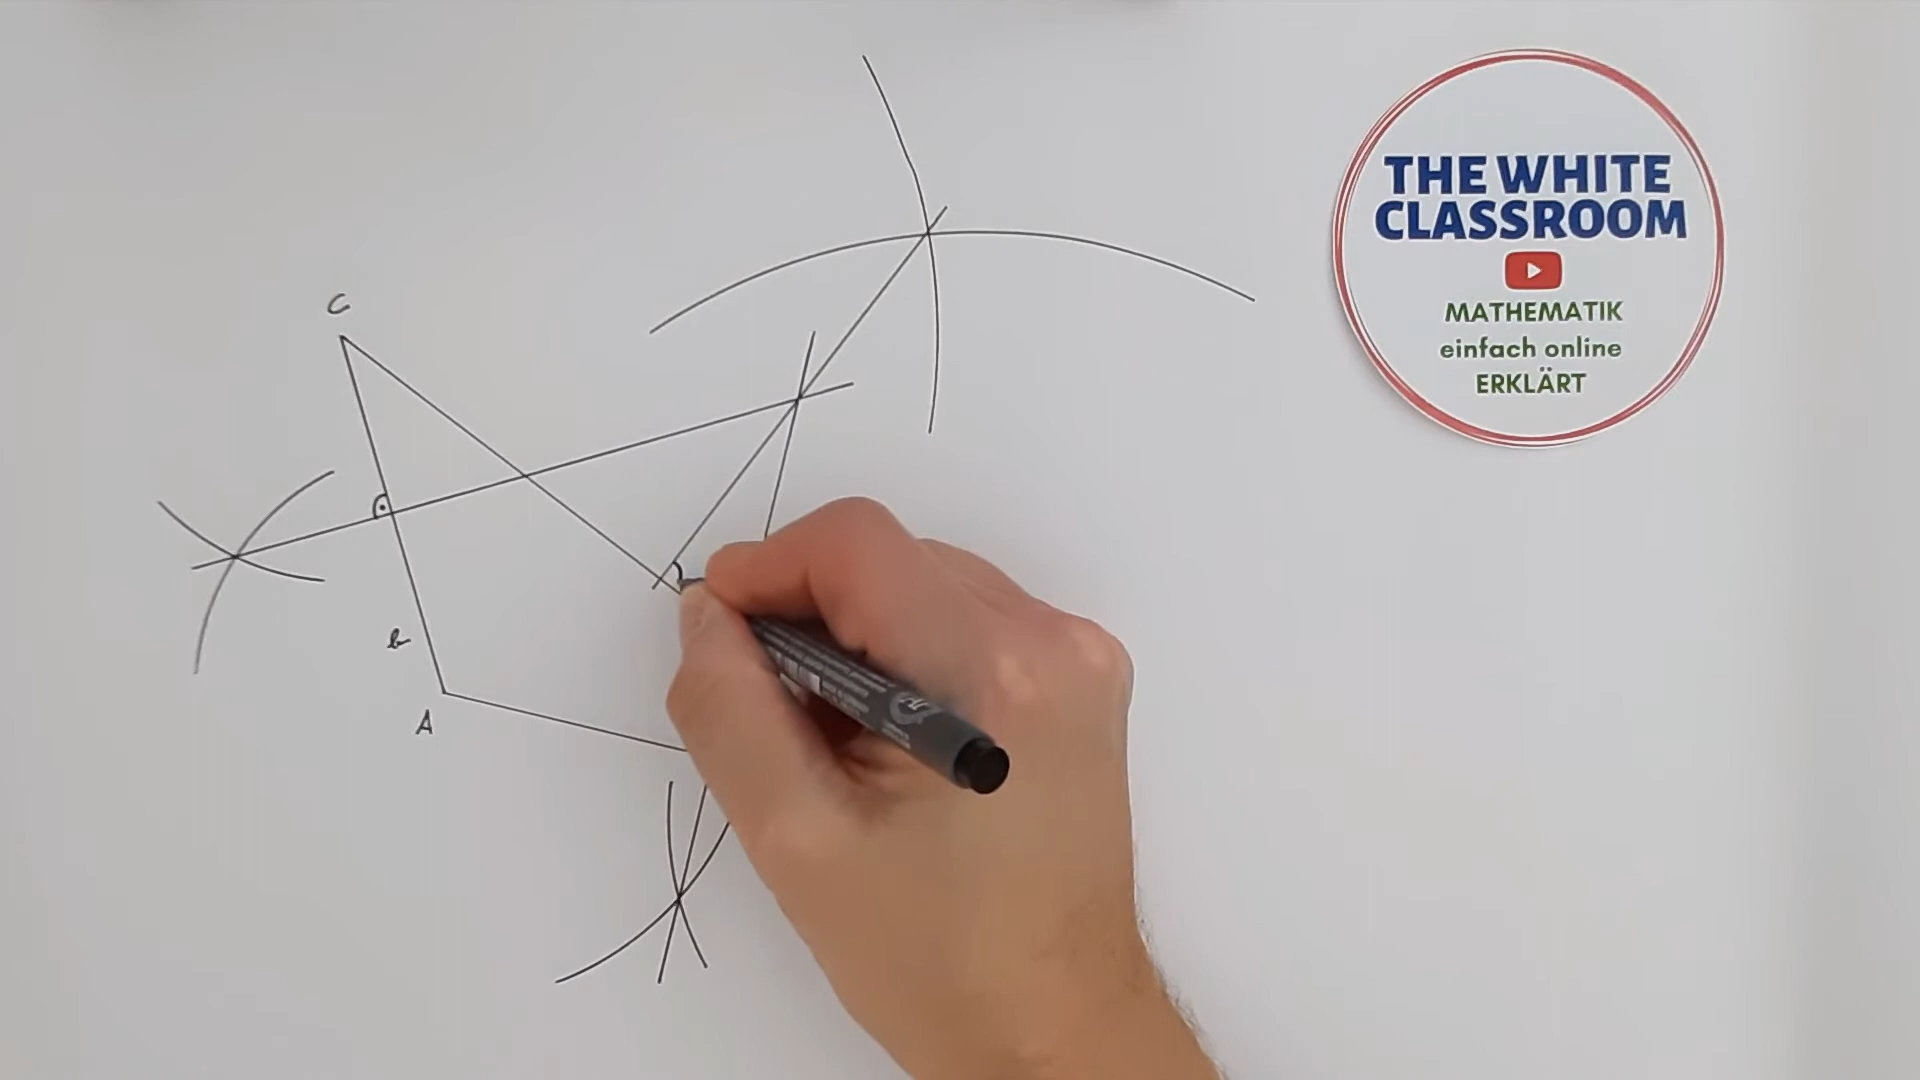 THE WHITE
CLASSROOM
MATHEMATIK
einfach online
ERKLÄRT
C
b
A